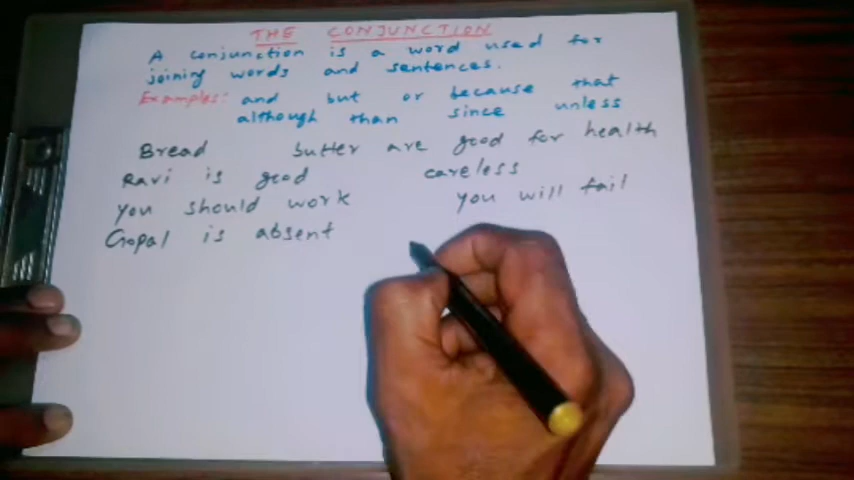 THE CONJUNCTION
A conjunction is a word used for
joining words and sentences.
Examples: and but or because that
although than since unless
Bread butter are good for health
Ravi is good careless
You should work you will fail
Gopal is absent